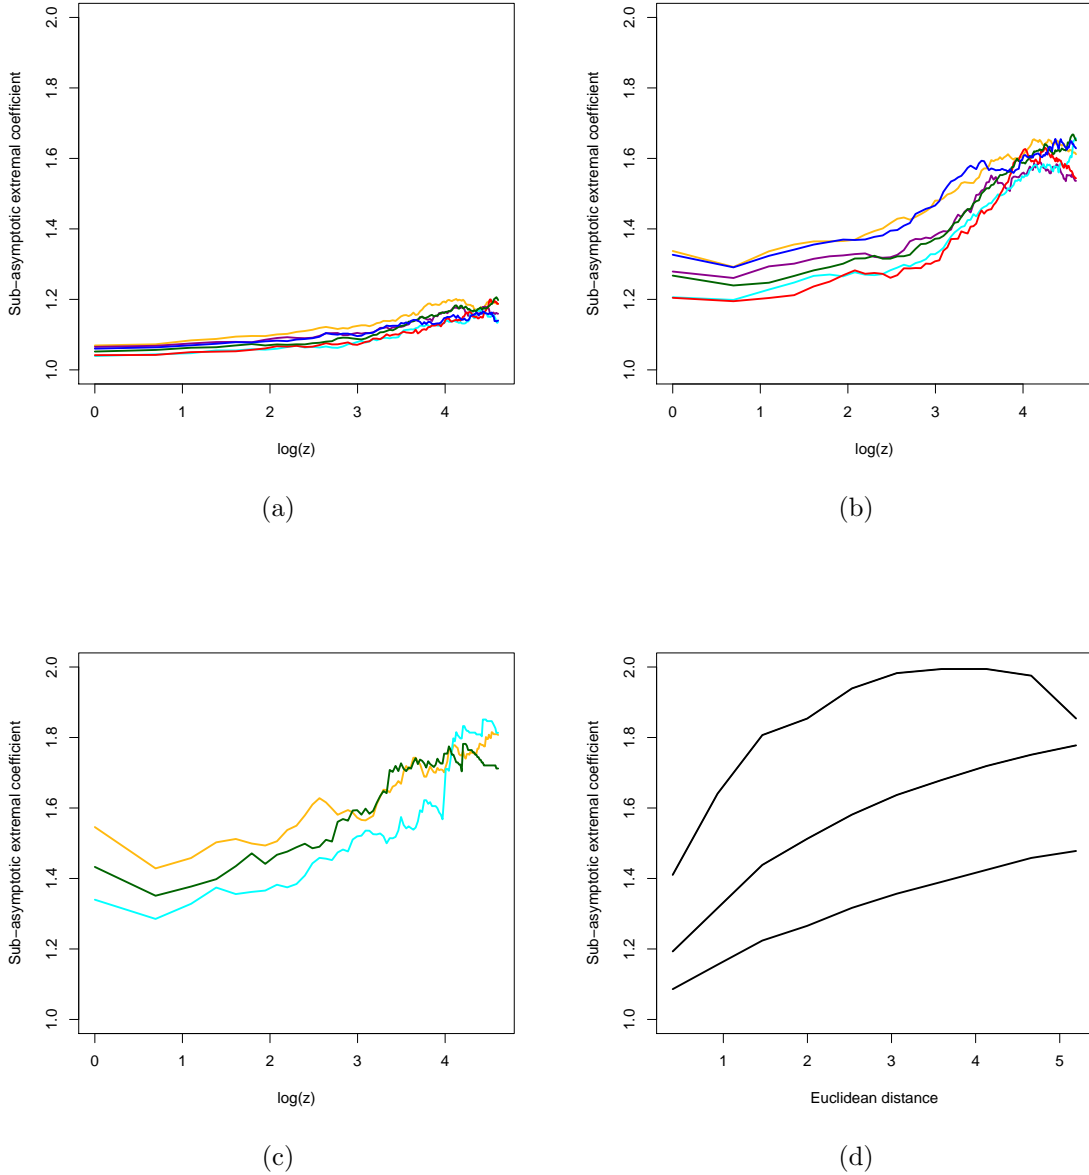 2.0
1.8
1.6
1.4
1.2
1.0
Sub−asymptotic extremal coefficient
0 1 2 3 4
log(z)
(a)
2.0
1.8
1.6
1.4
1.2
1.0
Sub−asymptotic extremal coefficient
0 1 2 3 4
log(z)
(b)
2.0
1.8
1.6
1.4
1.2
1.0
Sub−asymptotic extremal coefficient
0 1 2 3 4
log(z)
(c)
2.0
1.8
1.6
1.4
1.2
1.0
Sub−asymptotic extremal coefficient
1 2 3 4 5
Euclidean distance
(d)